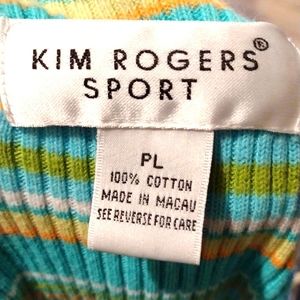 KIM ROGERS®
SPORT
PL
100% COTTON
MADE IN MACAU
SEE REVERSE FOR CARE